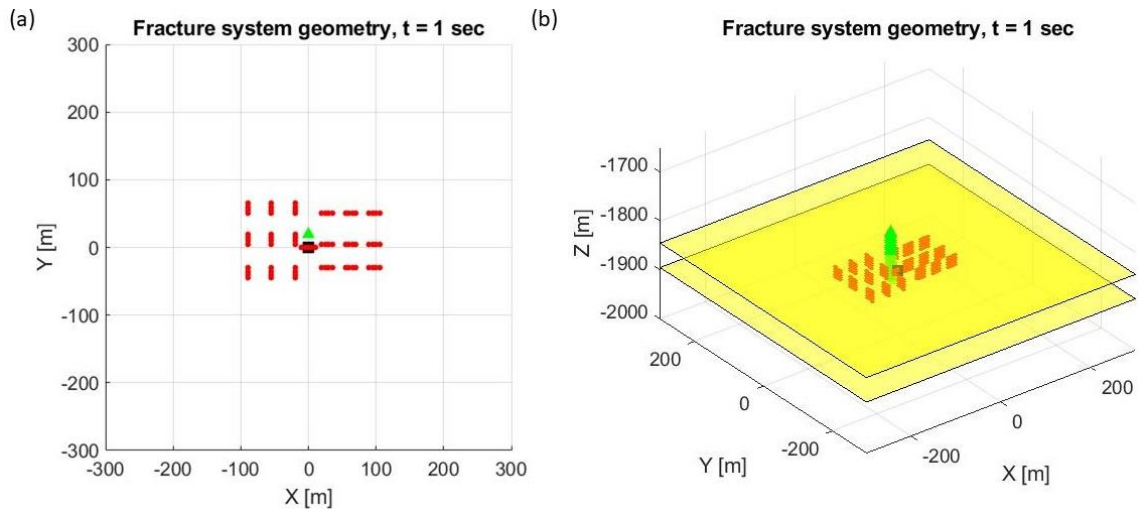 (a)
Fracture system geometry, t = 1 sec
300
200
100
0
-100
-200
-300
Y [m]
-300 -200 -100 0 100 200 300
X [m]
(b)
Fracture system geometry, t = 1 sec
-1700
-1800
-1900
-2000
Z [m]
200
0
-200
Y [m]
-200
0
200
X [m]